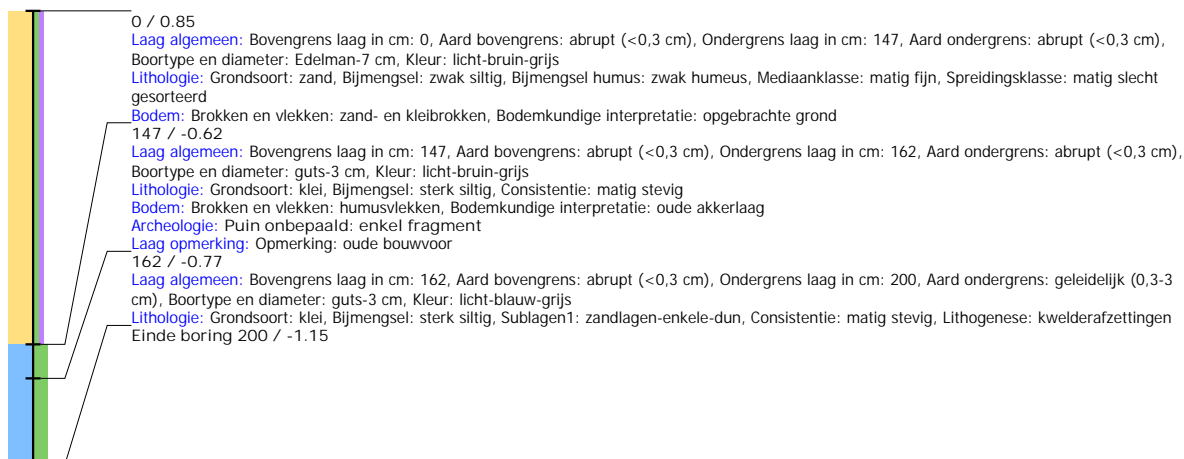 0 / 0.85
Laag algemeen: Bovengrens laag in cm: 0, Aard bovengrens: abrupt (<0,3 cm), Ondergrens laag in cm: 147, Aard ondergrens: abrupt (<0,3 cm),
Boortype en diameter: Edelman-7 cm, Kleur: licht-bruin-grijs
Lithologie: Grondsoort: zand, Bijmengsel: zwak siltig, Bijmengsel humus: zwak humeus, Mediaanklasse: matig fijn, Spreidingsklasse: matig slecht
gesorteerd
Bodem: Brokken en vlekken: zand- en kleibrokken, Bodemkundige interpretatie: opgebrachte grond
147 / -0.62
Laag algemeen: Bovengrens laag in cm: 147, Aard bovengrens: abrupt (<0,3 cm), Ondergrens laag in cm: 162, Aard ondergrens: abrupt (<0,3 cm),
Boortype en diameter: guts-3 cm, Kleur: licht-bruin-grijs
Lithologie: Grondsoort: klei, Bijmengsel: sterk siltig, Consistentie: matig stevig
Bodem: Brokken en vlekken: humusvlekken, Bodemkundige interpretatie: oude akkerlaag
Archeologie: Puin onbepaald: enkel fragment
Laag opmerking: Opmerking: oude bouwvoor
162 / -0.77
Laag algemeen: Bovengrens laag in cm: 162, Aard bovengrens: abrupt (<0,3 cm), Ondergrens laag in cm: 200, Aard ondergrens: geleidelijk (0,3-3
cm), Boortype en diameter: guts-3 cm, Kleur: licht-blauw-grijs
Lithologie: Grondsoort: klei, Bijmengsel: sterk siltig, Sublagen1: zandlagen-enkele-dun, Consistentie: matig stevig, Lithogenese: kwelderafzettingen
Einde boring 200 / -1.15